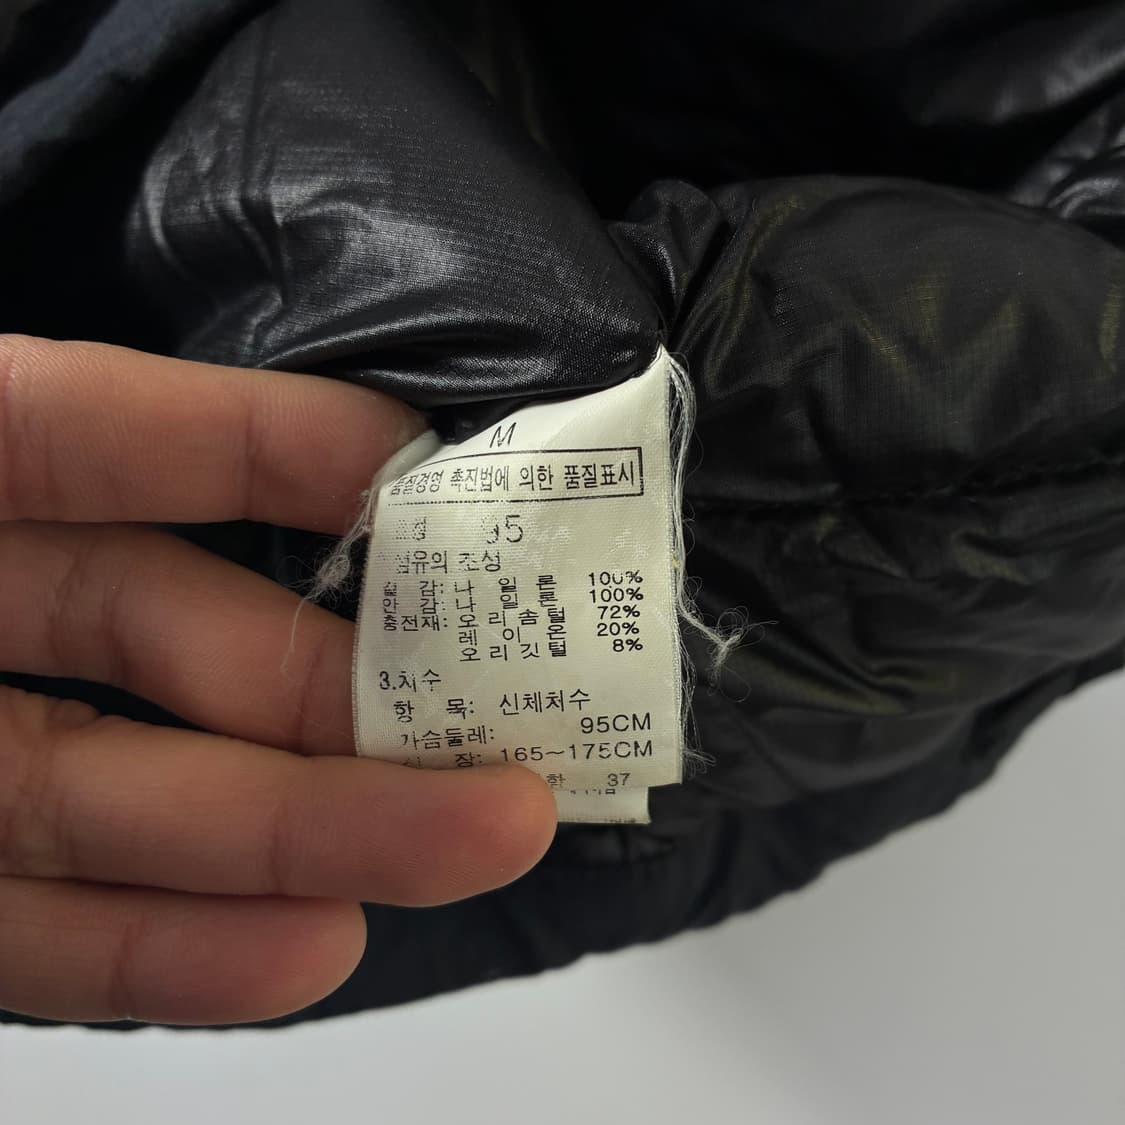 M
품질경영 촉진법에 의한 품질표시
95
섬유의 조성
겉 감: 나 일 론 100%
안 감: 나 일 론 100%
충전재: 오 리 솜 털 72%
레 이 온 20%
오 리 깃 털 8%
3.치수
항 목: 신체처수
가슴둘레: 95CM
장: 165~175CM
37